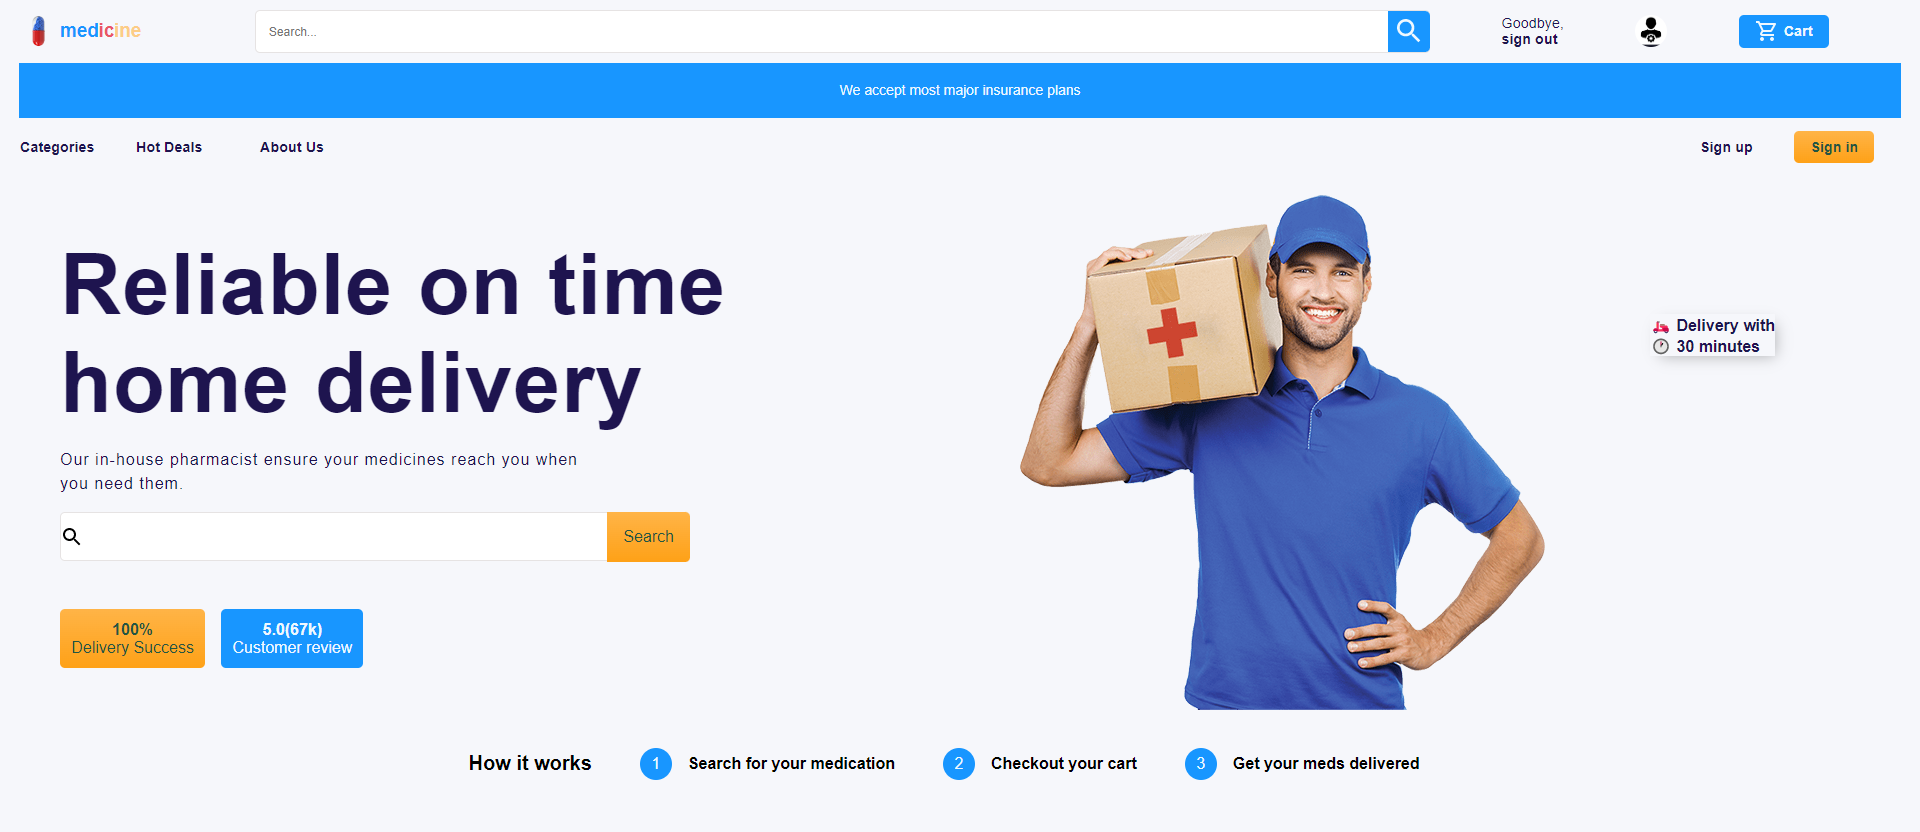 medicine
Search...
Goodbye,
sign out
Cart
We accept most major insurance plans
Categories
Hot Deals
About Us
Sign up
Sign in
Reliable on time
home delivery
Delivery with
30 minutes
Our in-house pharmacist ensure your medicines reach you when
you need them.
Search
100%
Delivery Success
5.0(67k)
Customer review
How it works
1
Search for your medication
2
Checkout your cart
3
Get your meds delivered